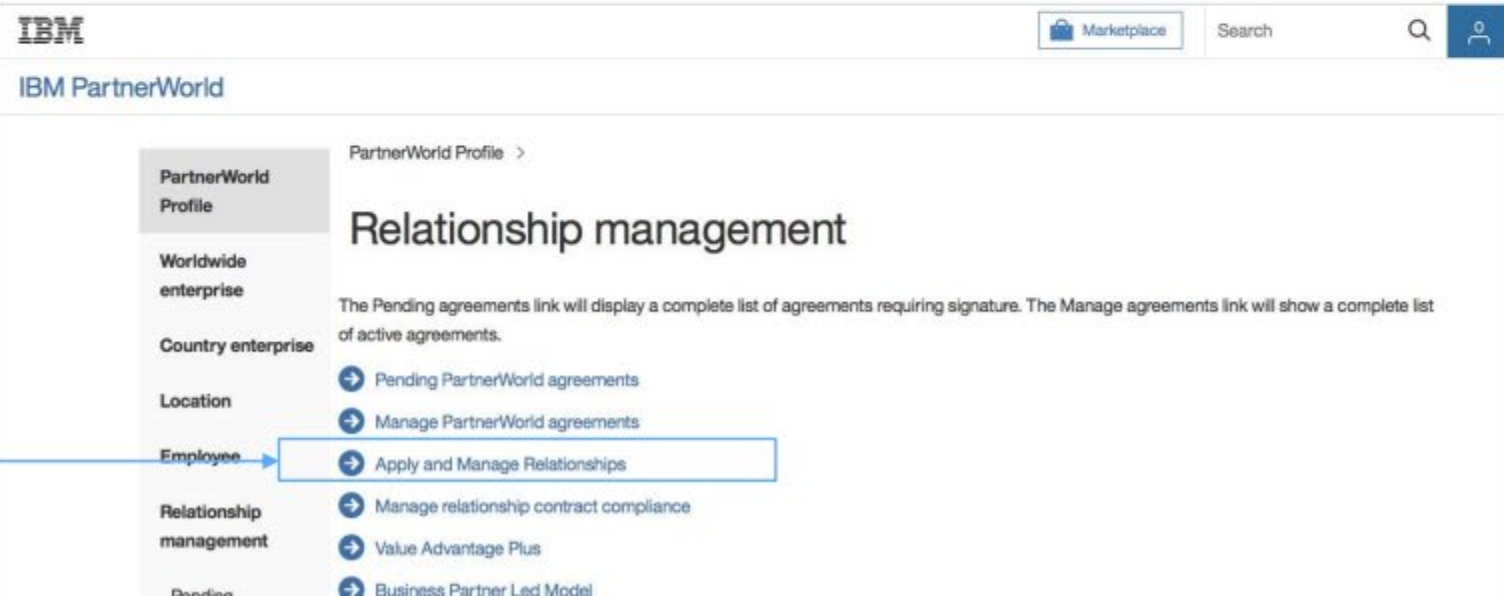 IBM
Marketplace
Search
IBM PartnerWorld
PartnerWorld
Profile
Worldwide
enterprise
Country enterprise
Location
Employee
Relationship
management
Pending
PartnerWorld Profile >
Relationship management
The Pending agreements link will display a complete list of agreements requiring signature. The Manage agreements link will show a complete list
of active agreements.
Pending PartnerWorld agreements
Manage PartnerWorld agreements
Apply and Manage Relationships
Manage relationship contract compliance
Value Advantage Plus
Business Partner Led Model